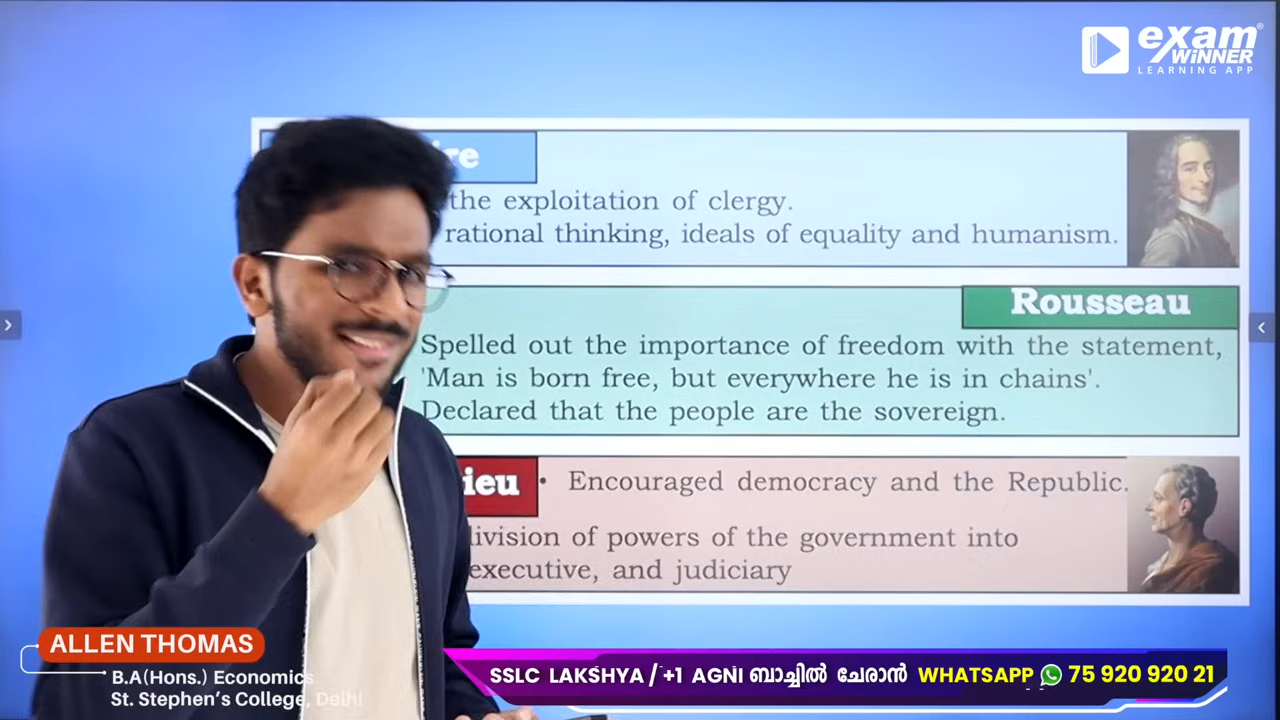 exam
WINNER
LEARNING APP
the exploitation of clergy.
rational thinking, ideals of equality and humanism.
Rousseau
Spelled out the importance of freedom with the statement,
'Man is born free, but everywhere he is in chains'.
Declared that the people are the sovereign.
• Encouraged democracy and the Republic.
of powers of the government into
executive, and judiciary
ALLEN THOMAS
B.A(Hons.) Economics
St. Stephen's College, Delhi
SSLC LAKSHYA / +1 AGNI ബാച്ചിൽ ചേരാൻ WHATSAPP 75 920 920 21